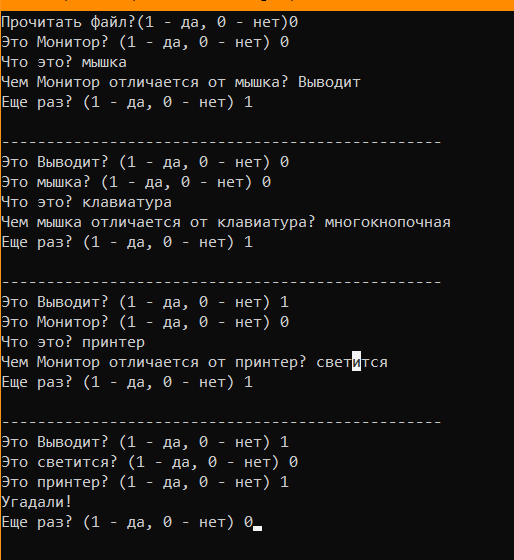 Прочитать файл?(1 - да, 0 - нет)0
Это Монитор? (1 - да, 0 - нет) 0
Что это? мышка
Чем Монитор отличается от мышка? Выводит
Еще раз? (1 - да, 0 - нет) 1
-------------------------------------------------
Это Выводит? (1 - да, 0 - нет) 0
Это мышка? (1 - да, 0 - нет) 0
Что это? клавиатура
Чем мышка отличается от клавиатура? многокнопочная
Еще раз? (1 - да, 0 - нет) 1
-------------------------------------------------
Это Выводит? (1 - да, 0 - нет) 1
Это Монитор? (1 - да, 0 - нет) 0
Что это? принтер
Чем Монитор отличается от принтер? светится
Еще раз? (1 - да, 0 - нет) 1
-------------------------------------------------
Это Выводит? (1 - да, 0 - нет) 1
Это светится? (1 - да, 0 - нет) 0
Это принтер? (1 - да, 0 - нет) 1
Угадали!
Еще раз? (1 - да, 0 - нет) 0